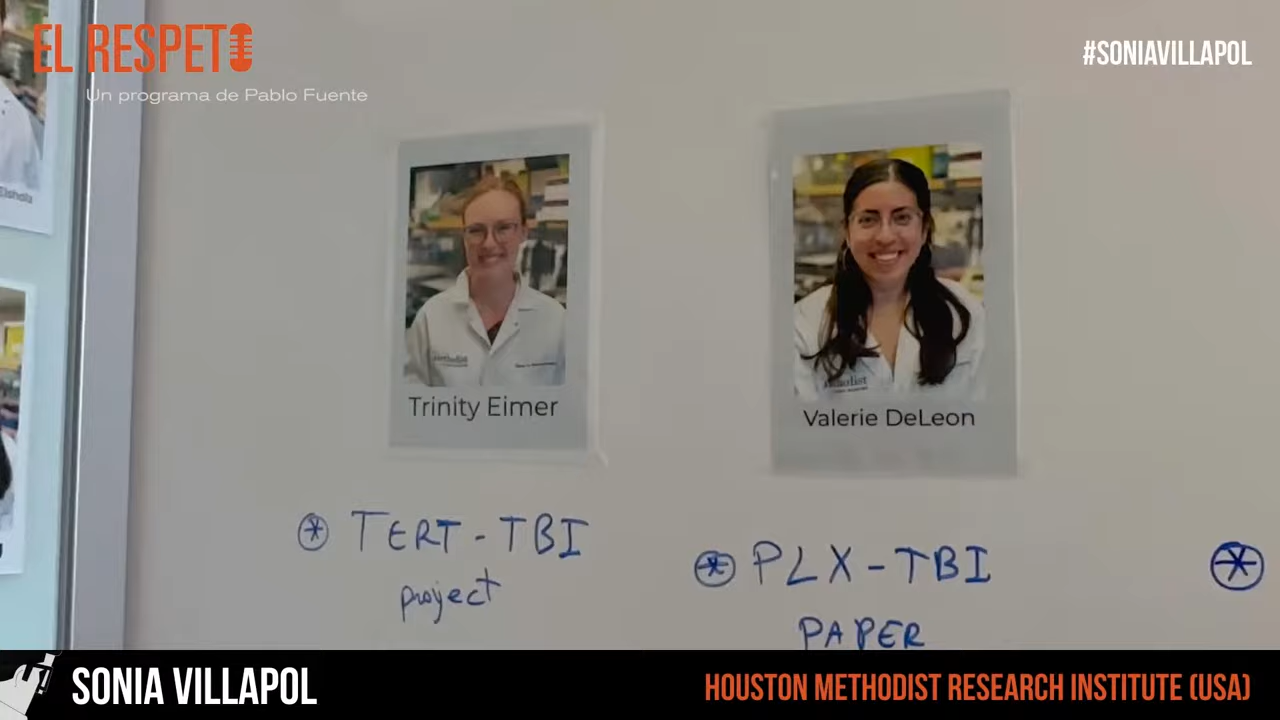 EL RESPETO
Un programa de Pablo Fuente
#SONIAVILLAPOL
Trinity Eimer
Valerie DeLeon
TERT-TBI
project
PLX-TBI
PAPER
SONIA VILLAPOL
HOUSTON METHODIST RESEARCH INSTITUTE (USA)